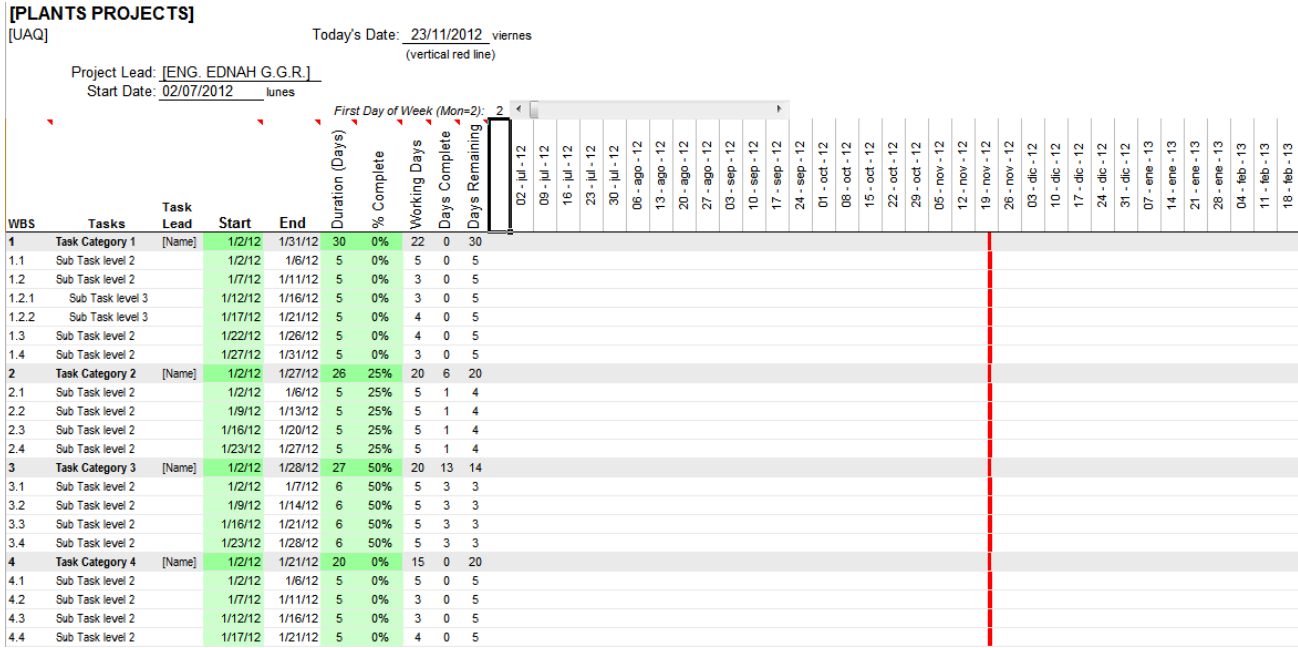 [PLANTS PROJECTS]
[UAQ] Today's Date: 23/11/2012 viernes
(vertical red line)
Project Lead: [ENG. EDNAH G.G.R.]
Start Date: 02/07/2012 lunes
First Day of Week (Mon=2): 2
WBS Tasks Task Lead Start End Duration (Days) % Complete Working Days Days Complete Days Remaining 02 - jul - 12 09 - jul - 12 16 - jul - 12 23 - jul - 12 30 - jul - 12 06 - ago - 12 13 - ago - 12 20 - ago - 12 27 - ago - 12 03 - sep - 12 10 - sep - 12 17 - sep - 12 24 - sep - 12 01 - oct - 12 08 - oct - 12 15 - oct - 12 22 - oct - 12 29 - oct - 12 05 - nov - 12 12 - nov - 12 19 - nov - 12 26 - nov - 12 03 - dic - 12 10 - dic - 12 17 - dic - 12 24 - dic - 12 31 - dic - 12 07 - ene - 13 14 - ene - 13 21 - ene - 13 28 - ene - 13 04 - feb - 13 11 - feb - 13 18 - feb - 13
1 Task Category 1 [Name] 1/2/12 1/31/12 30 0% 22 0 30
1.1 Sub Task level 2 1/2/12 1/6/12 5 0% 5 0 5
1.2 Sub Task level 2 1/7/12 1/11/12 5 0% 3 0 5
1.2.1 Sub Task level 3 1/12/12 1/16/12 5 0% 3 0 5
1.2.2 Sub Task level 3 1/17/12 1/21/12 5 0% 4 0 5
1.3 Sub Task level 2 1/22/12 1/26/12 5 0% 4 0 5
1.4 Sub Task level 2 1/27/12 1/31/12 5 0% 3 0 5
2 Task Category 2 [Name] 1/2/12 1/27/12 26 25% 20 6 20
2.1 Sub Task level 2 1/2/12 1/6/12 5 25% 5 1 4
2.2 Sub Task level 2 1/9/12 1/13/12 5 25% 5 1 4
2.3 Sub Task level 2 1/16/12 1/20/12 5 25% 5 1 4
2.4 Sub Task level 2 1/23/12 1/27/12 5 25% 5 1 4
3 Task Category 3 [Name] 1/2/12 1/28/12 27 50% 20 13 14
3.1 Sub Task level 2 1/2/12 1/7/12 6 50% 5 3 3
3.2 Sub Task level 2 1/9/12 1/14/12 6 50% 5 3 3
3.3 Sub Task level 2 1/16/12 1/21/12 6 50% 5 3 3
3.4 Sub Task level 2 1/23/12 1/28/12 6 50% 5 3 3
4 Task Category 4 [Name] 1/2/12 1/21/12 20 0% 15 0 20
4.1 Sub Task level 2 1/2/12 1/6/12 5 0% 5 0 5
4.2 Sub Task level 2 1/7/12 1/11/12 5 0% 3 0 5
4.3 Sub Task level 2 1/12/12 1/16/12 5 0% 3 0 5
4.4 Sub Task level 2 1/17/12 1/21/12 5 0% 4 0 5